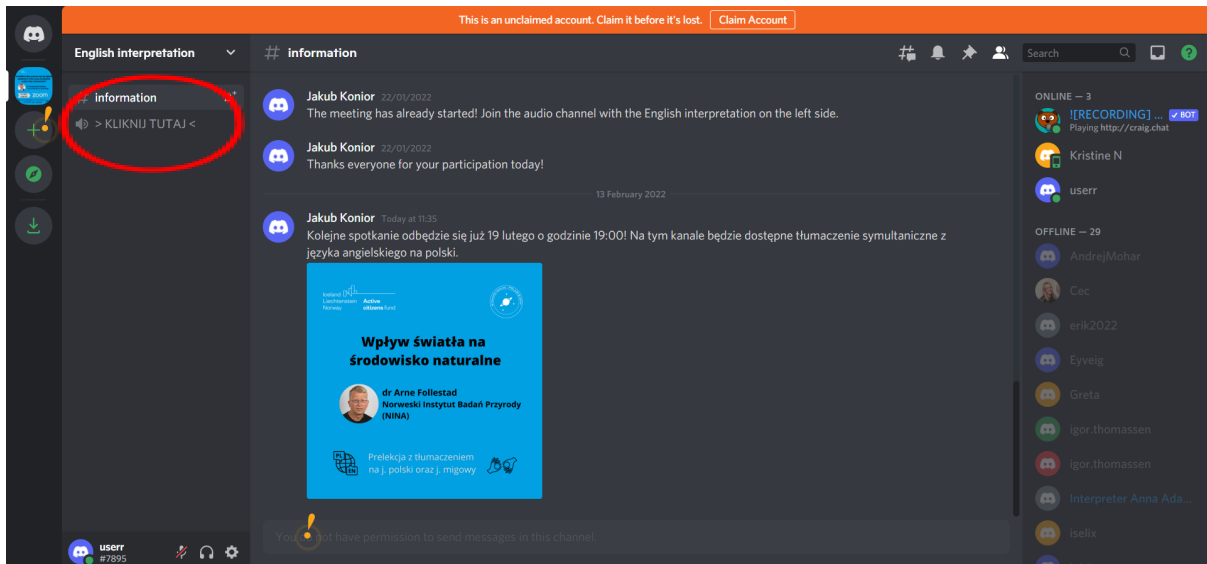 This is an unclaimed account. Claim it before it's lost. Claim Account
English interpretation
information
> KLIKNIJ TUTAJ <
userr
#7895
# information
Search
Jakub Konior 22/01/2022
The meeting has already started! Join the audio channel with the English interpretation on the left side.
Jakub Konior 22/01/2022
Thanks everyone for your participation today!
13 February 2022
Jakub Konior Today at 11:35
Kolejne spotkanie odbędzie się już 19 lutego o godzinie 19:00! Na tym kanale będzie dostępne tłumaczenie symultaniczne z
języka angielskiego na polski.
Iceland
Liechtenstein Active
Norway citizens fund
Wpływ światła na
środowisko naturalne
dr Arne Follestad
Norweski Instytut Badań Przyrody
(NINA)
PL
EN
Prelekcja z tłumaczeniem
na j. polski oraz j. migowy
You not have permission to send messages in this channel.
ONLINE — 3
![RECORDING] ... BOT
Playing http://craig.chat
Kristine N
userr
OFFLINE — 29
AndrejMohar
Cec
erik2022
Eyveig
Greta
igor.thomassen
igor.thomassen
Interpreter Anna Ada...
iselix